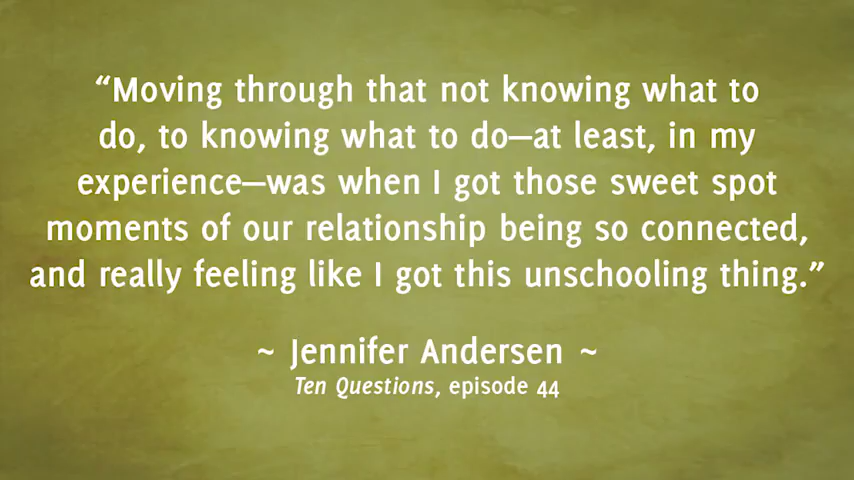 “Moving through that not knowing what to
do, to knowing what to do—at least, in my
experience—was when I got those sweet spot
moments of our relationship being so connected,
and really feeling like I got this unschooling thing.”
~ Jennifer Andersen ~
Ten Questions, episode 44